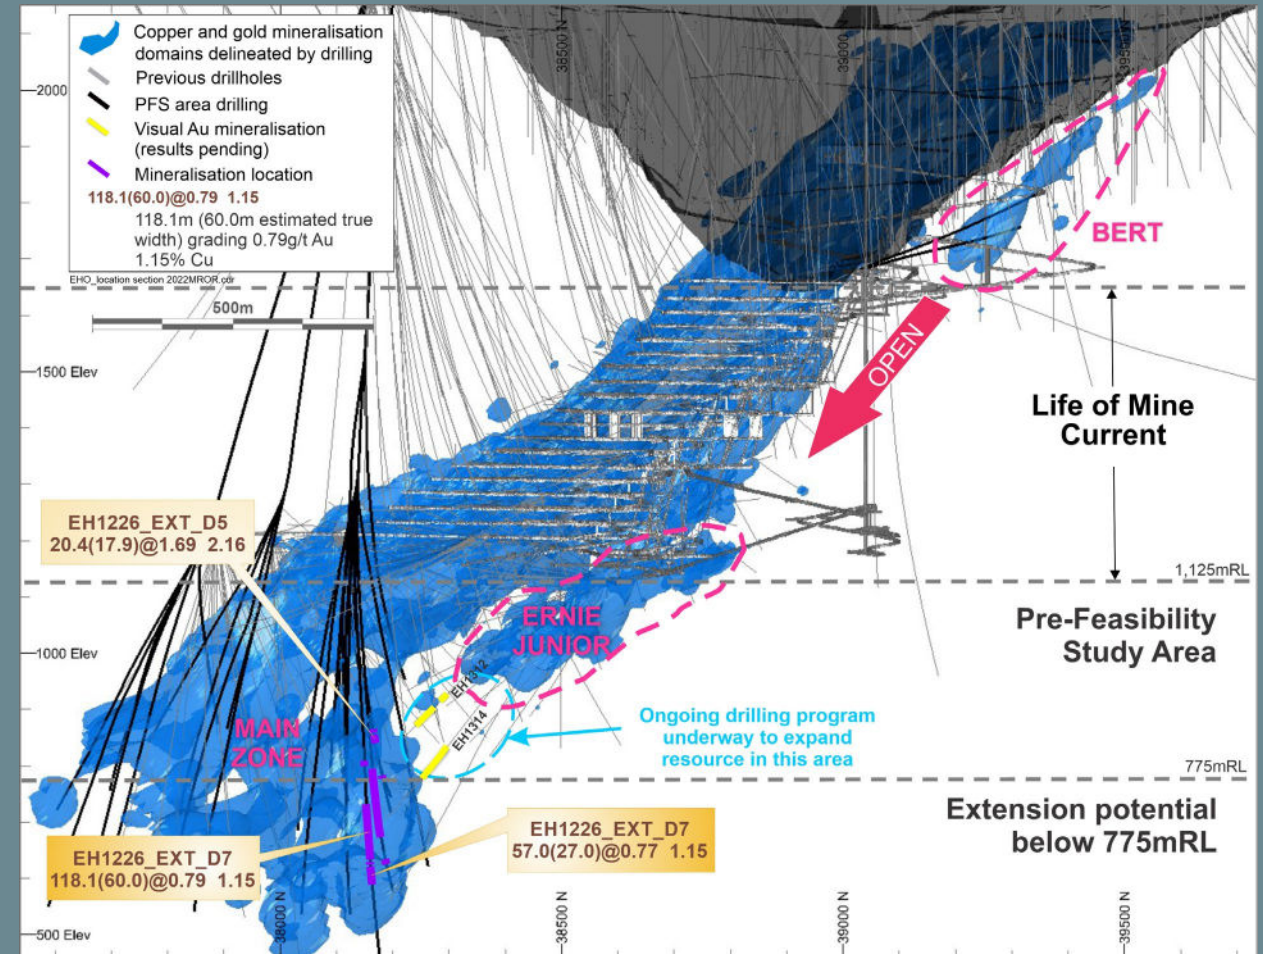 Copper and gold mineralisation
domains delineated by drilling
Previous drillholes
PFS area drilling
Visual Au mineralisation
(results pending)
Mineralisation location
118.1(60.0)@0.79 1.15
118.1m (60.0m estimated true
width) grading 0.79g/t Au
1.15% Cu
EHO_location section 2022MROR.cdr
500m
38500 N
39000 N
39500 N
2000
BERT
OPEN
1500 Elev
Life of Mine
Current
EH1226_EXT_D5
20.4(17.9)@1.69 2.16
1,125mRL
ERNIE
JUNIOR
Pre-Feasibility
Study Area
1000 Elev
EH1312
EH1314
MAIN
ZONE
Ongoing drilling program
underway to expand
resource in this area
775mRL
Extension potential
below 775mRL
EH1226_EXT_D7
57.0(27.0)@0.77 1.15
EH1226_EXT_D7
118.1(60.0)@0.79 1.15
500 Elev
38000 N
38500 N
39000 N
39500 N